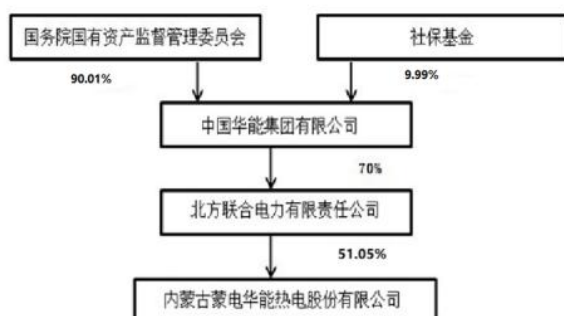 国务院国有资产监督管理委员会
社保基金
90.01%
9.99%
中国华能集团有限公司
70%
北方联合电力有限责任公司
51.05%
内蒙古蒙电华能热电股份有限公司